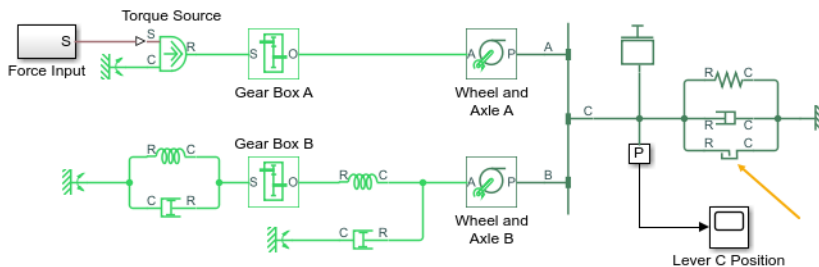 Torque Source
S
S
R
C
Force Input
S
O
Gear Box A
A
P
Wheel and
Axle A
A
C
R
C
R
C
R
C
P
Gear Box B
R
C
C
R
S
O
R
C
C
R
A
P
B
Wheel and
Axle B
Lever C Position